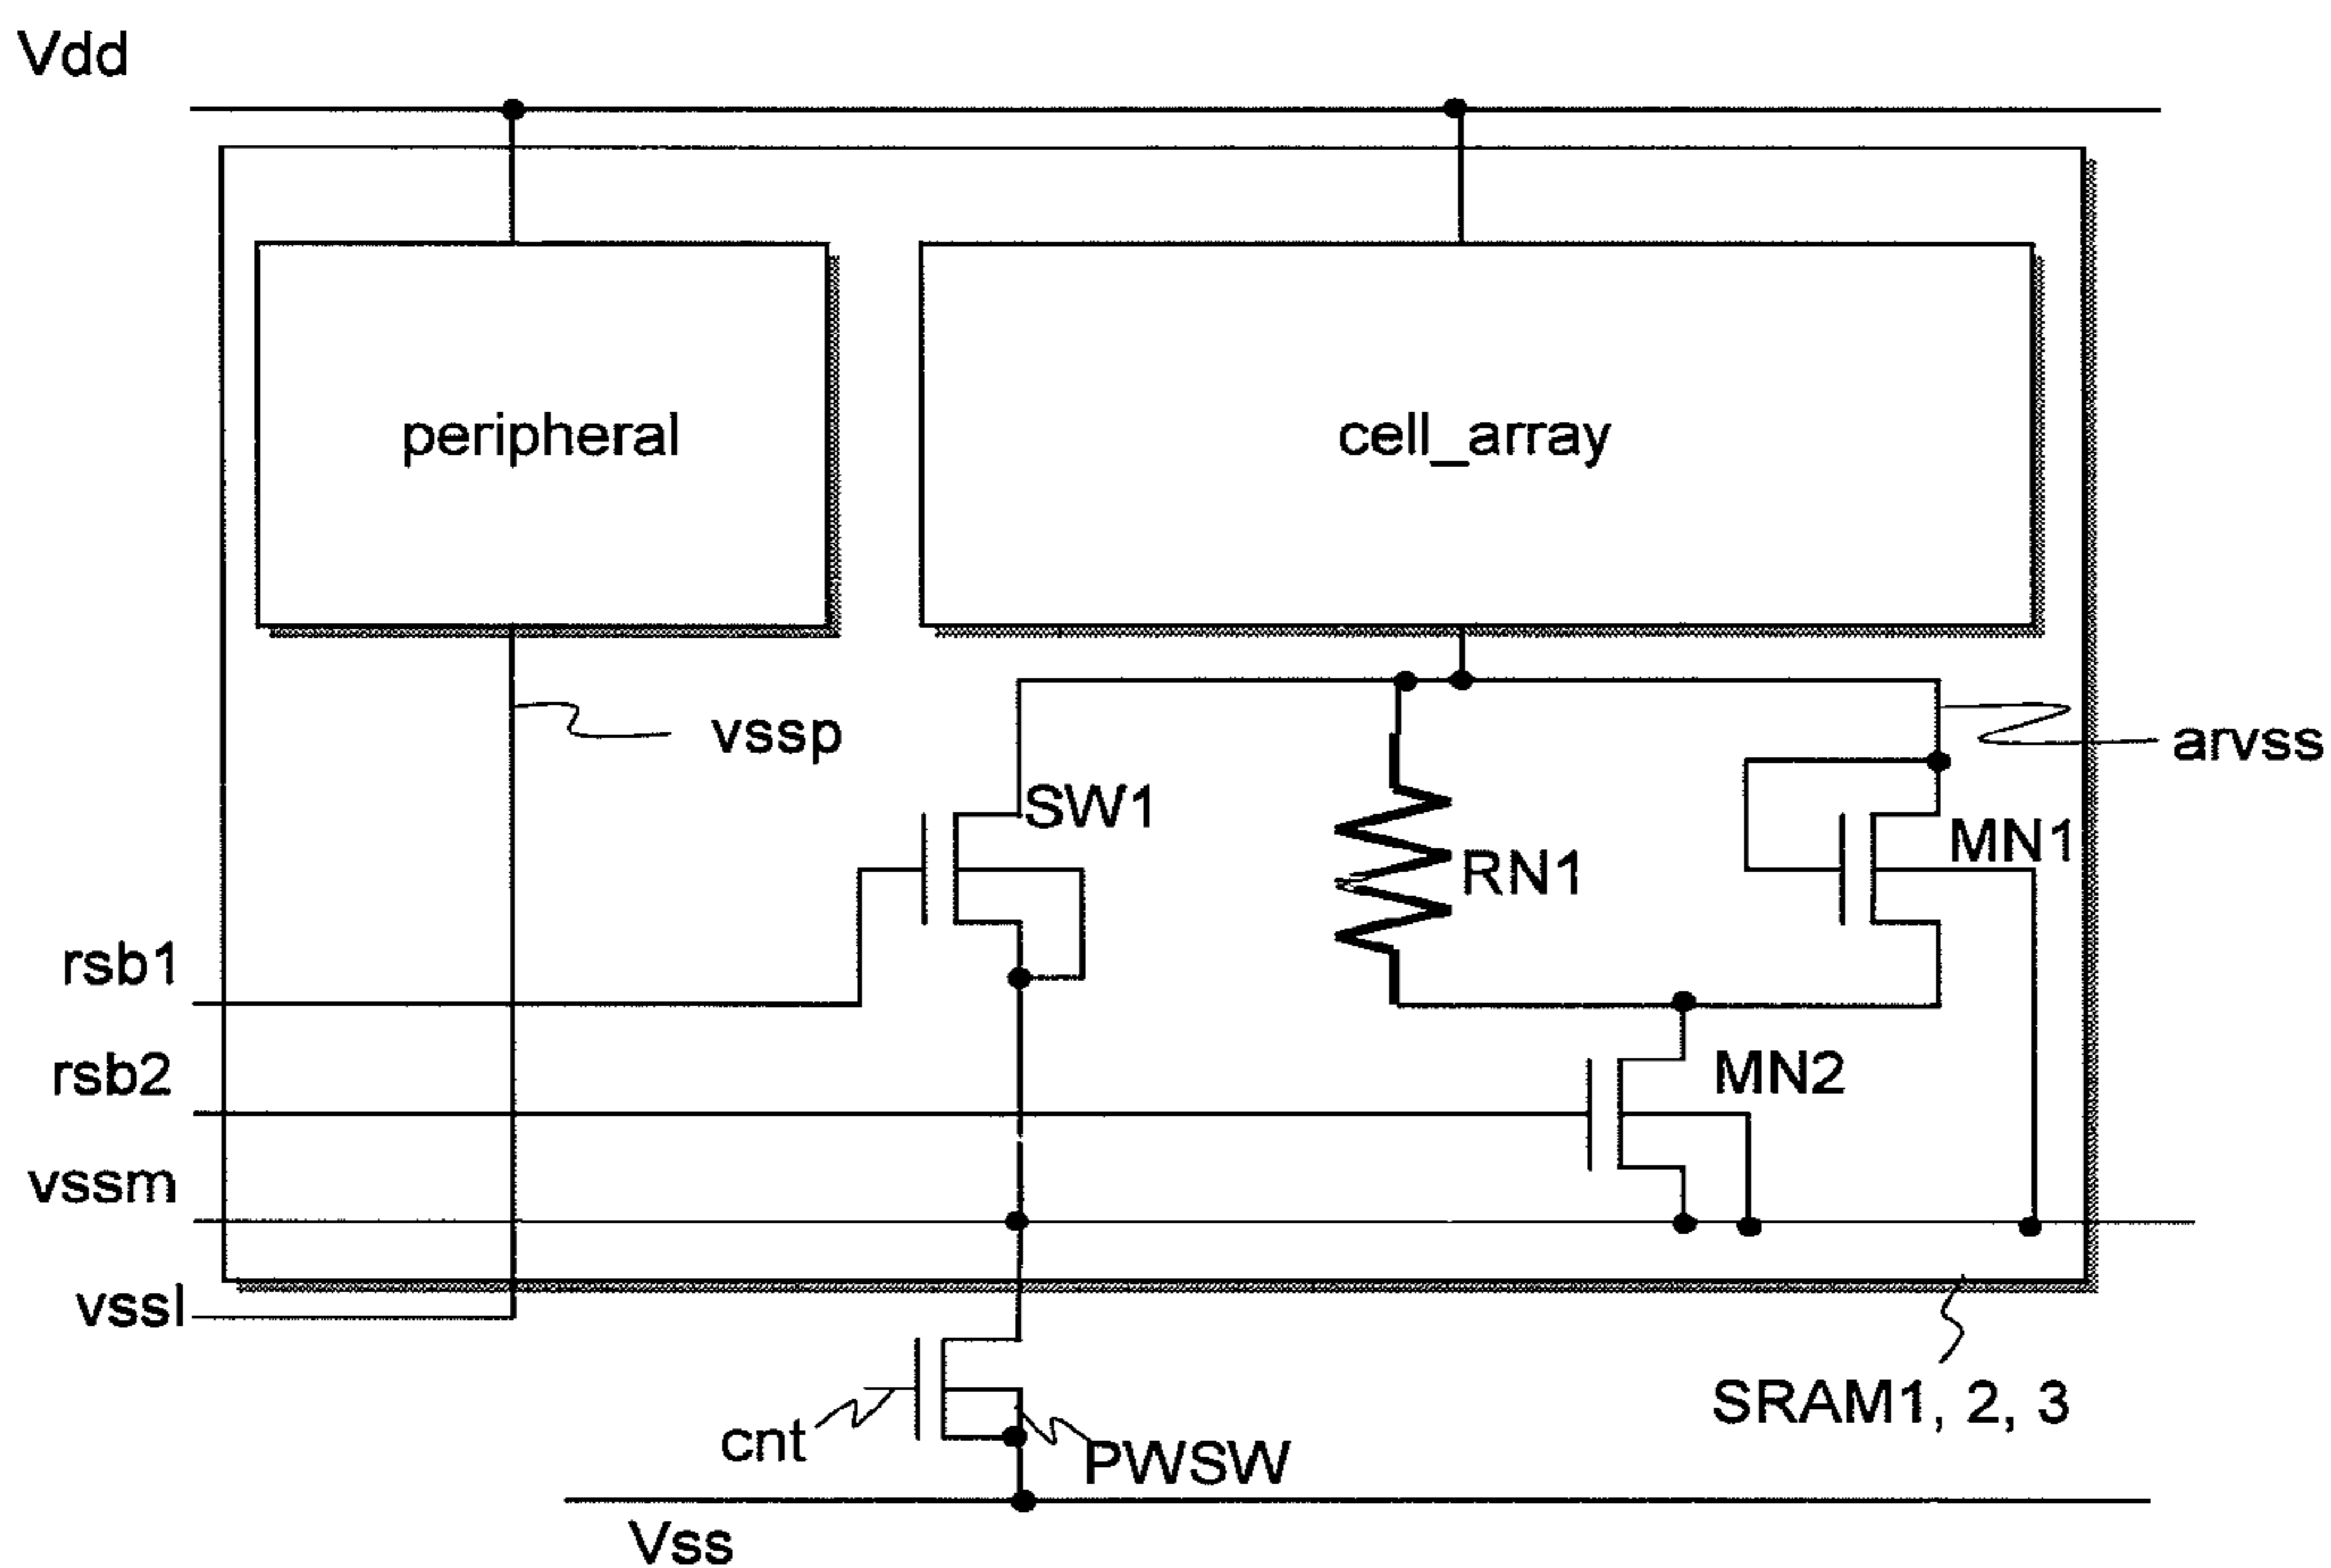 Vdd
peripheral
cell_array
vssp
arvss
SW1
MN1
RN1
rsb1
rsb2
MN2
vssm
vssl
SRAM1, 2, 3
cnt
PWSW
Vss